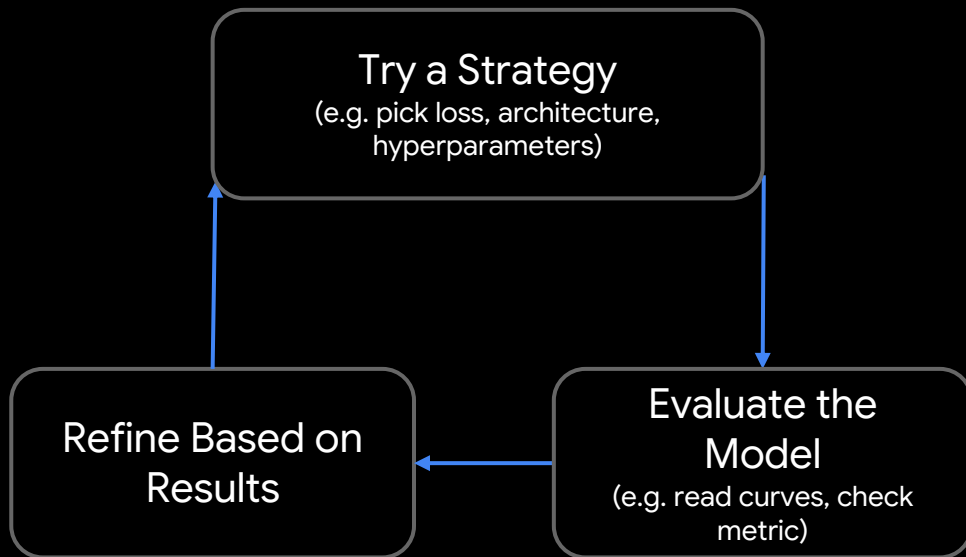 Try a Strategy
(e.g. pick loss, architecture,
hyperparameters)
Refine Based on
Results
Evaluate the
Model
(e.g. read curves, check
metric)